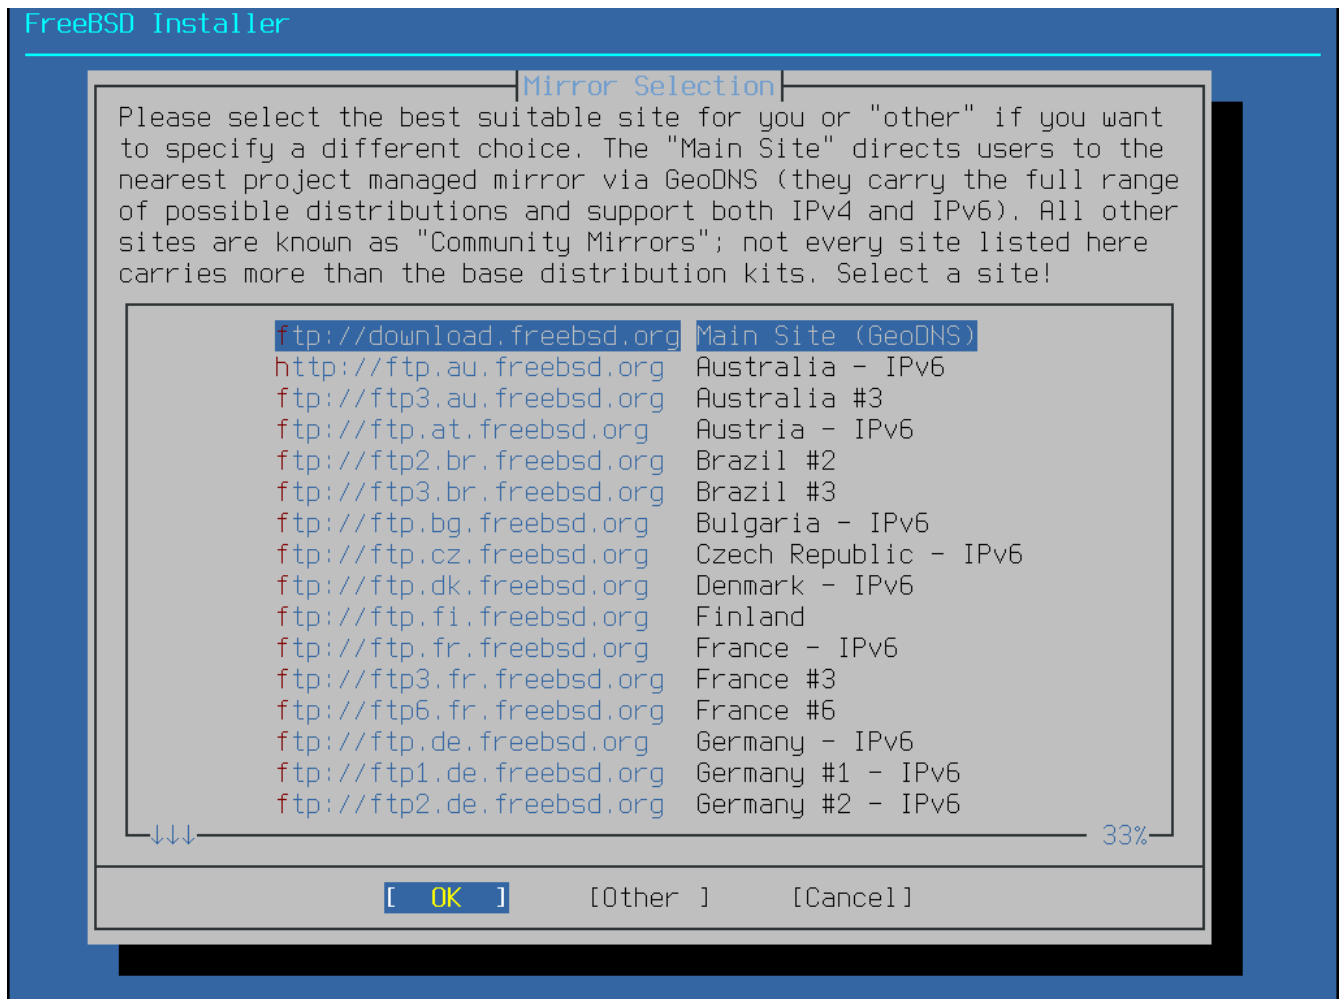 FreeBSD Installer
Mirror Selection
Please select the best suitable site for you or "other" if you want
to specify a different choice. The "Main Site" directs users to the
nearest project managed mirror via GeoDNS (they carry the full range
of possible distributions and support both IPv4 and IPv6). All other
sites are known as "Community Mirrors"; not every site listed here
carries more than the base distribution kits. Select a site!
ftp://download.freebsd.org Main Site (GeoDNS)
http://ftp.au.freebsd.org Australia - IPv6
ftp://ftp3.au.freebsd.org Australia #3
ftp://ftp.at.freebsd.org Austria - IPv6
ftp://ftp2.br.freebsd.org Brazil #2
ftp://ftp3.br.freebsd.org Brazil #3
ftp://ftp.bg.freebsd.org Bulgaria - IPv6
ftp://ftp.cz.freebsd.org Czech Republic - IPv6
ftp://ftp.dk.freebsd.org Denmark - IPv6
ftp://ftp.fi.freebsd.org Finland
ftp://ftp.fr.freebsd.org France - IPv6
ftp://ftp3.fr.freebsd.org France #3
ftp://ftp6.fr.freebsd.org France #6
ftp://ftp.de.freebsd.org Germany - IPv6
ftp://ftp1.de.freebsd.org Germany #1 - IPv6
ftp://ftp2.de.freebsd.org Germany #2 - IPv6
↓↓↓ 33%
[ OK ] [Other ] [Cancel]